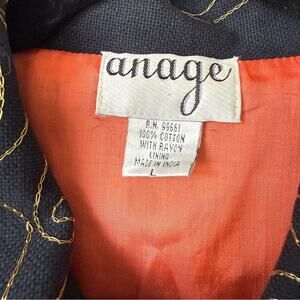 anage
R.N. 99661
100% COTTON
WITH RAYON
LINING
MADE IN INDIA
L